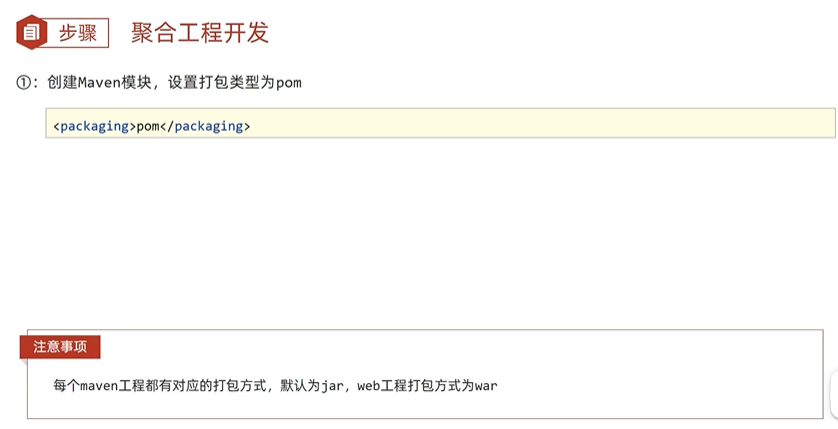 步骤 聚合工程开发
①：创建Maven模块，设置打包类型为pom
<packaging>pom</packaging>
注意事项
每个maven工程都有对应的打包方式，默认为jar，web工程打包方式为war